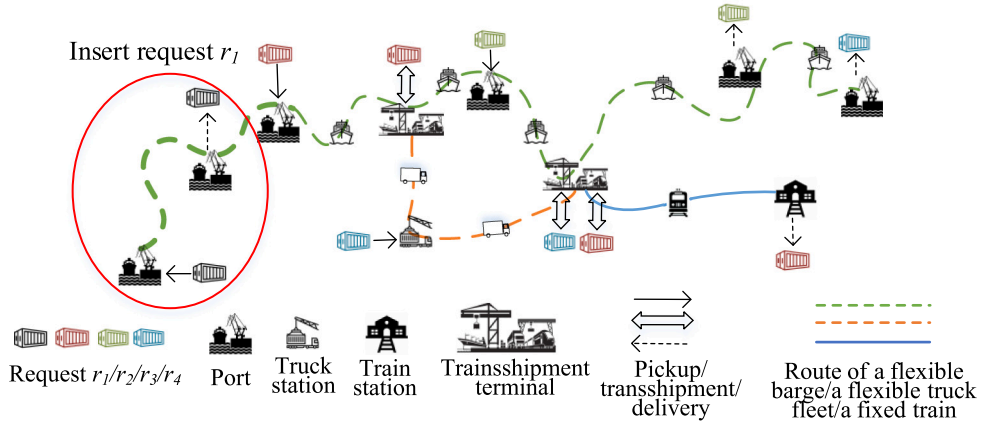 Insert request r1
Request r1/r2/r3/r4
Port
Truck
station
Train
station
Trainsshipment
terminal
Pickup/
transshipment/
delivery
Route of a flexible
barge/a flexible truck
fleet/a fixed train